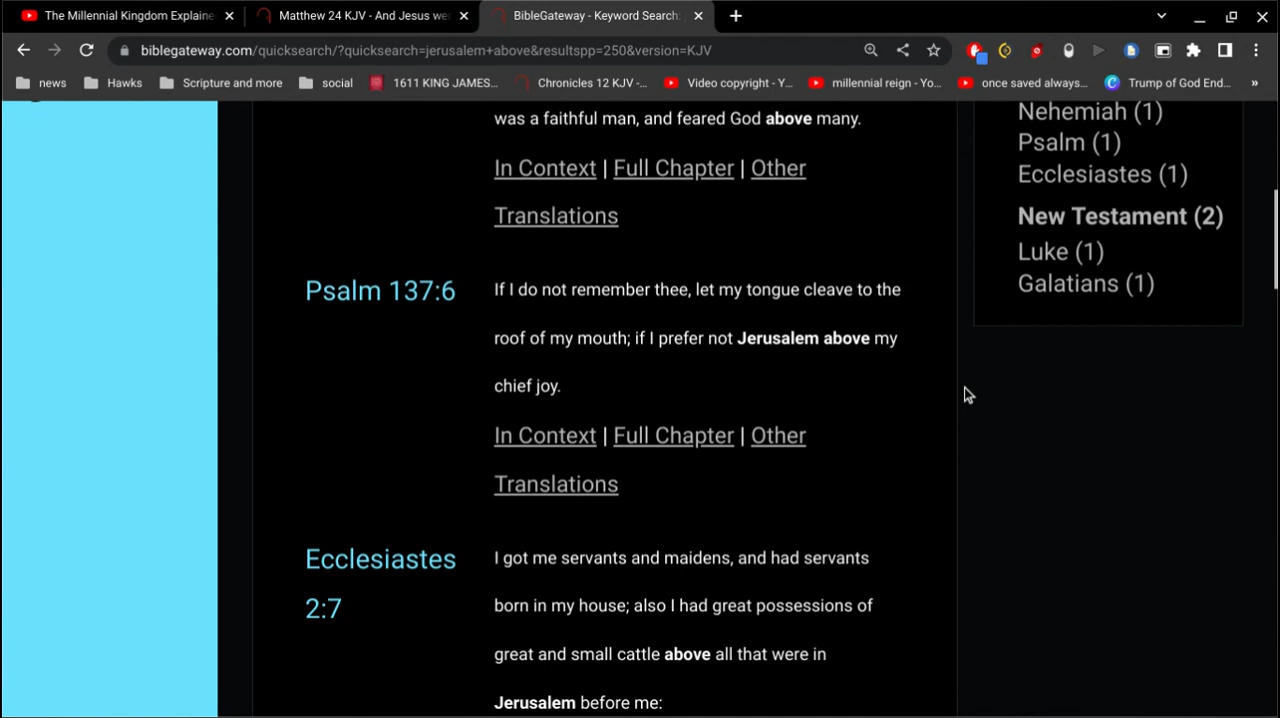 The Millennial Kingdom Explaine
Matthew 24 KJV - And Jesus we
BibleGateway - Keyword Search:
biblegateway.com/quicksearch/?quicksearch=jerusalem+above&resultspp=250&version=KJV
news
Hawks
Scripture and more
social
1611 KING JAMES...
Chronicles 12 KJV -...
Video copyright - Y...
millennial reign - Yo...
once saved always...
Trump of God End...
»
was a faithful man, and feared God above many.
In Context | Full Chapter | Other
Translations
Psalm 137:6
If I do not remember thee, let my tongue cleave to the
roof of my mouth; if I prefer not Jerusalem above my
chief joy.
In Context | Full Chapter | Other
Translations
Ecclesiastes
2:7
I got me servants and maidens, and had servants
born in my house; also I had great possessions of
great and small cattle above all that were in
Jerusalem before me:
Nehemiah (1)
Psalm (1)
Ecclesiastes (1)
New Testament (2)
Luke (1)
Galatians (1)